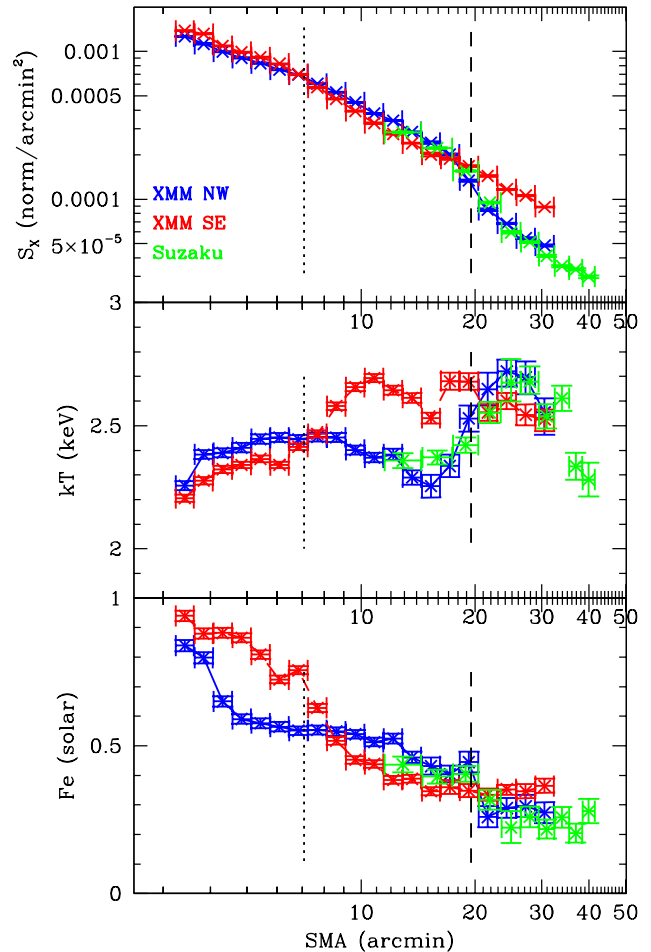 0.001
0.0005
0.0001
5×10⁻⁵
Sₓ (norm/arcmin²)
XMM NW
XMM SE
Suzaku
10 20 30 40 50
3
2.5
2
kT (keV)
10 20 30 40 50
1
0.5
0
Fe (solar)
10 20 30 40 50
SMA (arcmin)